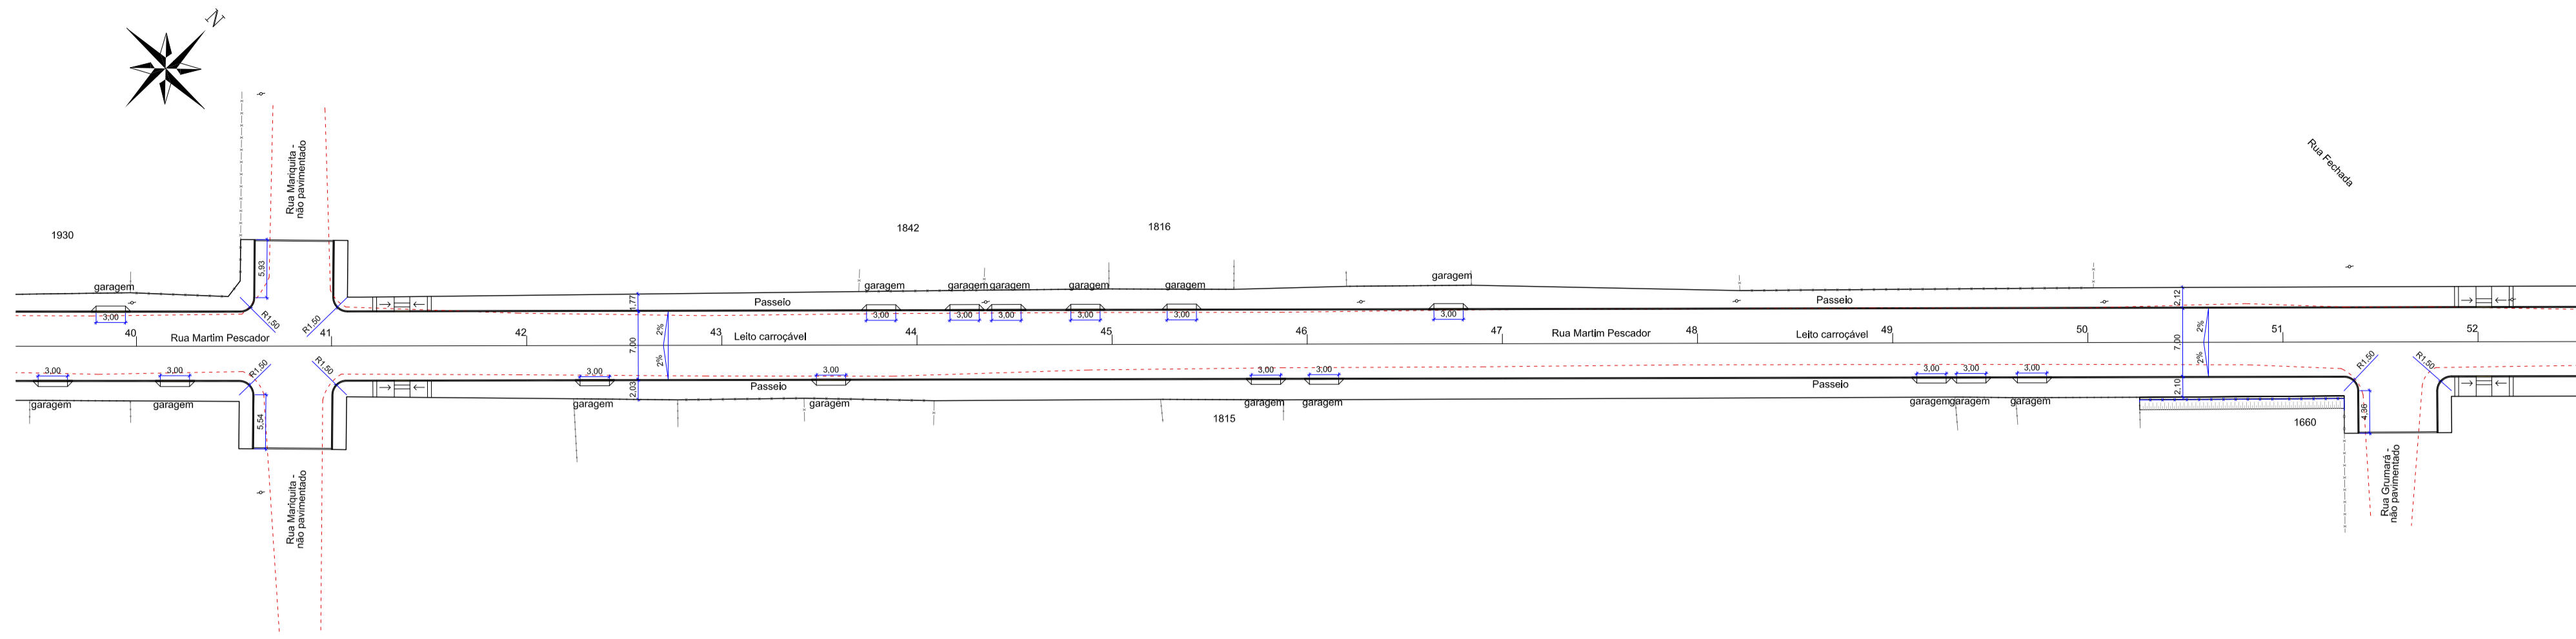 N
Rua Mariquita -
não pavimentado
Rua Fechada
1930
1842
1816
5,93
garagem
garagem
garagem
garagem
garagem
garagem
garagem
3,00
R1,50
R1,50
1,77
Passeio
3,00
3,00
3,00
3,00
3,00
3,00
Passeio
2,12
40
Rua Martim Pescador
41
42
7,00
2%
2%
43
Leito carroçável
44
45
46
47
Rua Martim Pescador
48
Leito carroçável
49
50
7,00
2%
2%
51
52
3,00
3,00
R1,50
R1,50
3,00
3,00
3,00
3,00
3,00
3,00
3,00
R1,50
R1,50
garagem
garagem
5,54
garagem
2,03
Passeio
garagem
garagem
garagem
Passeio
garagem
garagem
garagem
2,10
4,36
1815
1660
Rua Mariquita -
não pavimentado
Rua Grumará -
não pavimentado